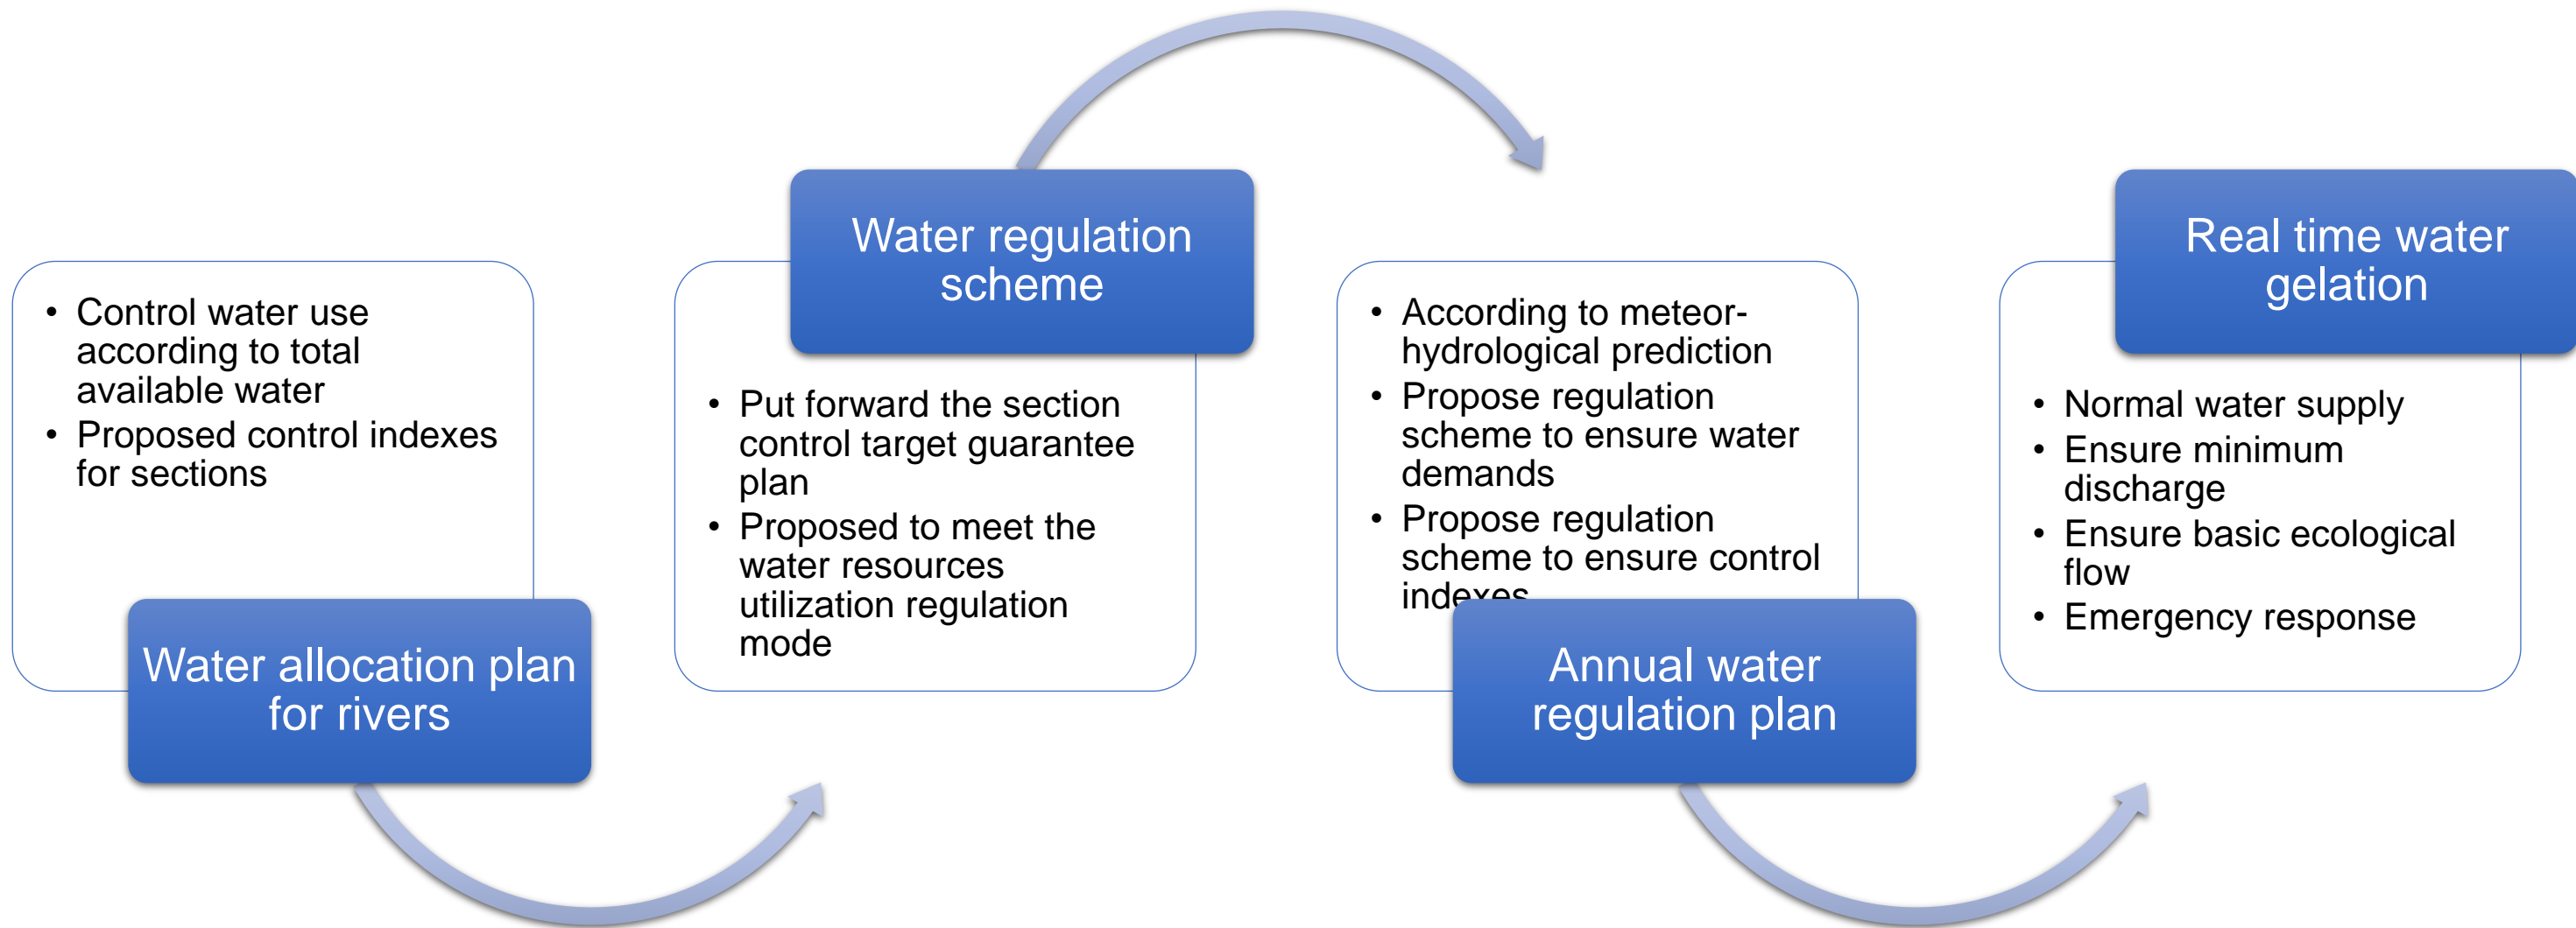 • Control water use
according to total
available water
• Proposed control indexes
for sections
Water allocation plan
for rivers
Water regulation
scheme
• Put forward the section
control target guarantee
plan
• Proposed to meet the
water resources
utilization regulation
mode
• According to meteor-
hydrological prediction
• Propose regulation
scheme to ensure water
demands
• Propose regulation
scheme to ensure control
indexes
Annual water
regulation plan
Real time water
gelation
• Normal water supply
• Ensure minimum
discharge
• Ensure basic ecological
flow
• Emergency response